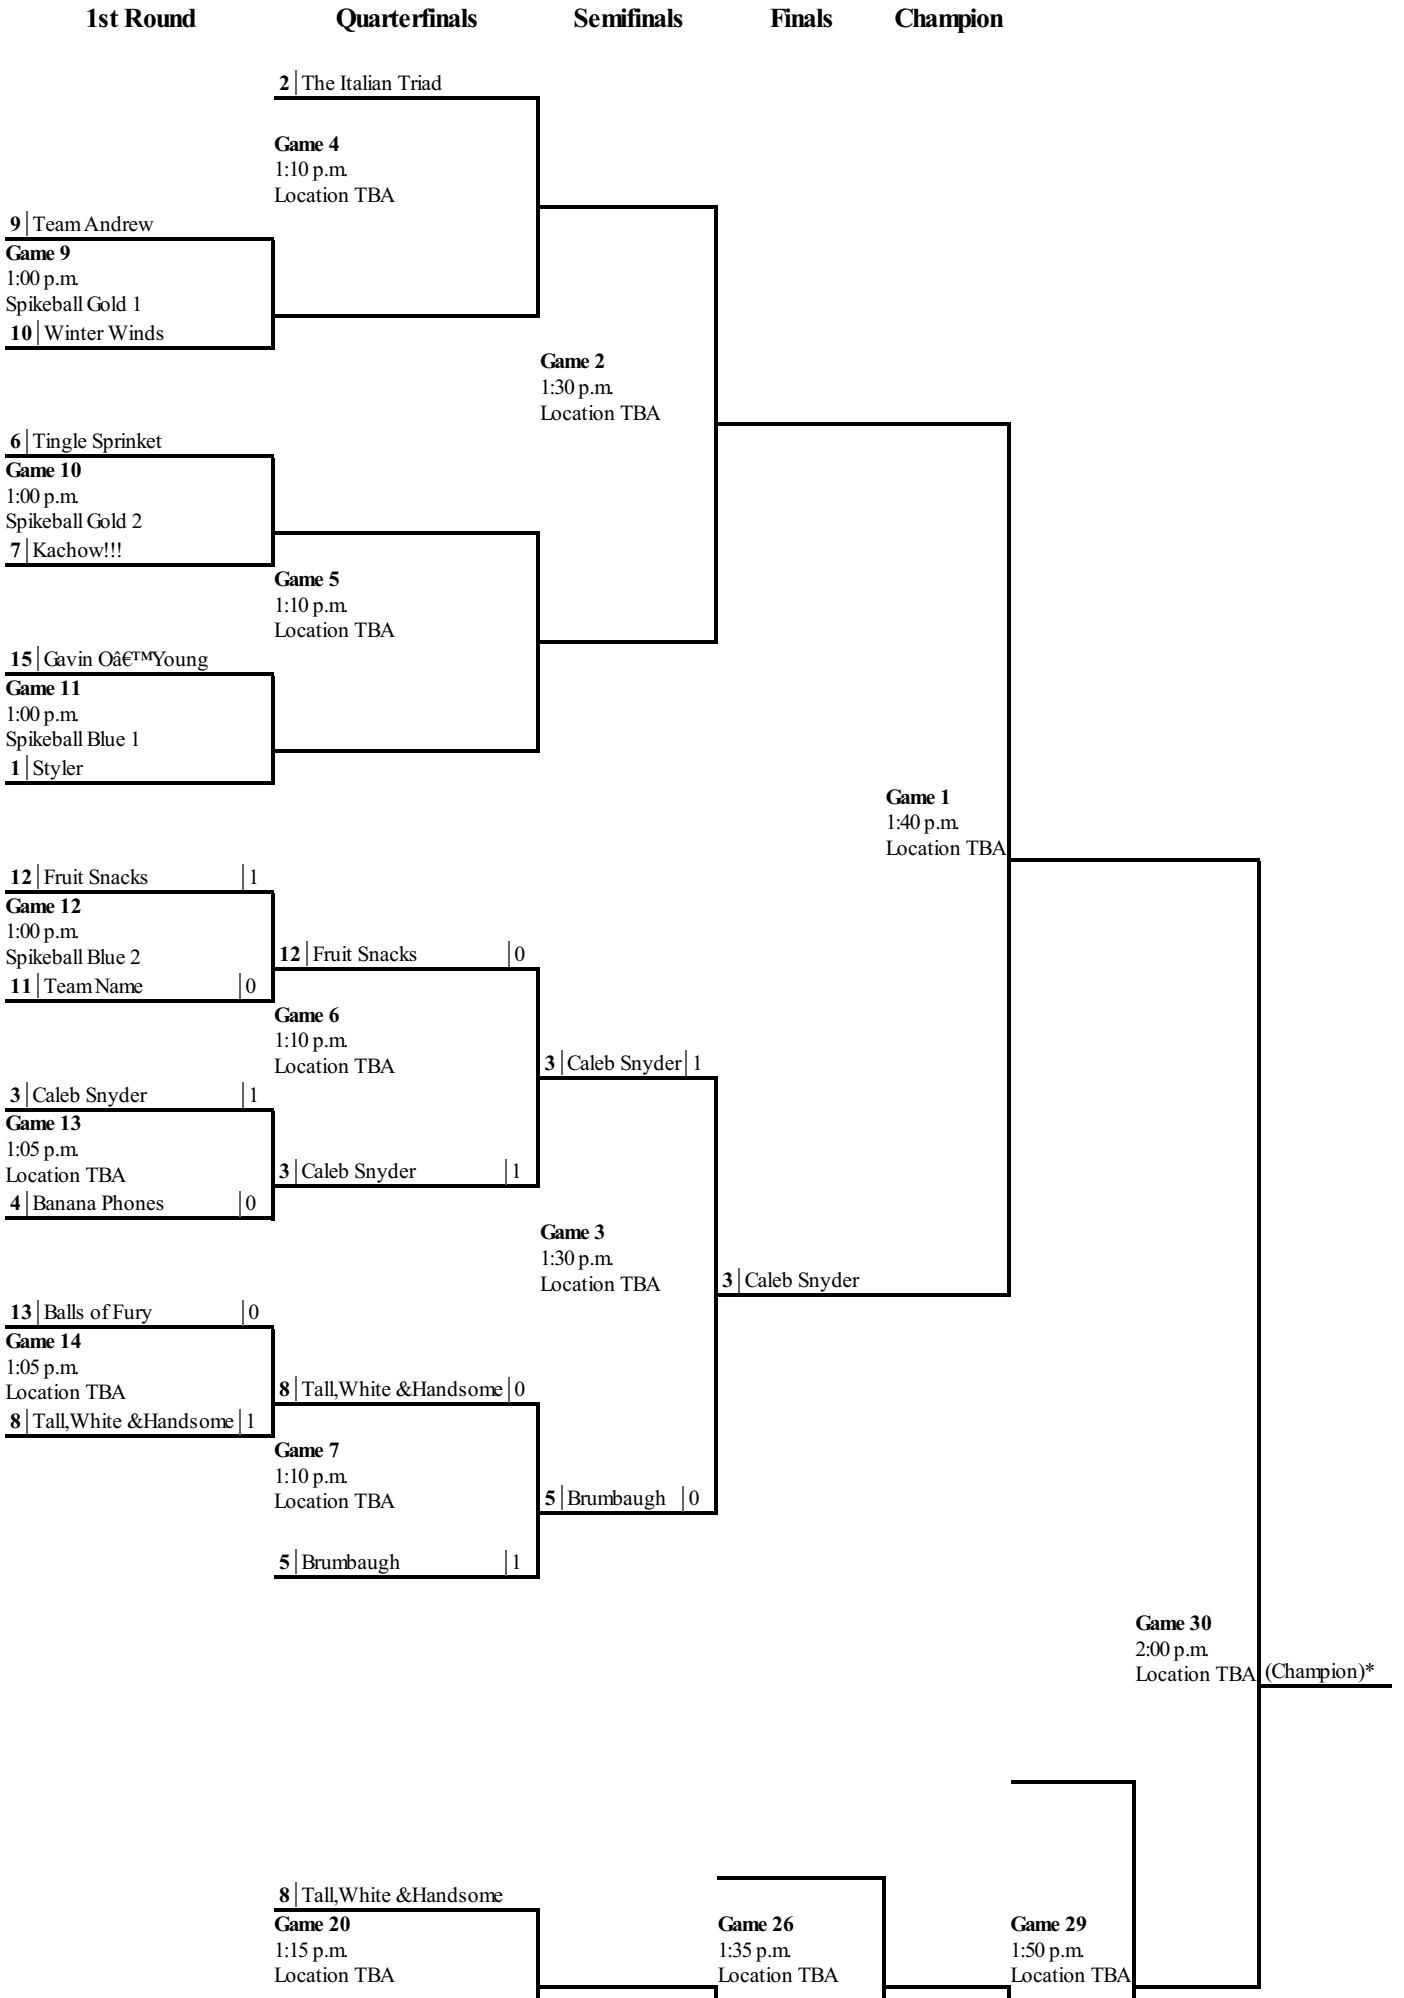 1st Round Quarterfinals Semifinals Finals Champion
2 The Italian Triad
Game 4
1:10 p.m.
Location TBA
9 Team Andrew
Game 9
1:00 p.m.
Spikeball Gold 1
10 Winter Winds
Game 2
1:30 p.m.
Location TBA
6 Tingle Sprinket
Game 10
1:00 p.m.
Spikeball Gold 2
7 Kachow!!!
Game 5
1:10 p.m.
Location TBA
15 Gavin Oâ€™Young
Game 11
1:00 p.m.
Spikeball Blue 1
1 Styler
Game 1
1:40 p.m.
Location TBA
12 Fruit Snacks 1
Game 12
1:00 p.m.
Spikeball Blue 2
11 Team Name 0
12 Fruit Snacks 0
Game 6
1:10 p.m.
Location TBA
3 Caleb Snyder 1
3 Caleb Snyder 1
Game 13
1:05 p.m.
Location TBA
4 Banana Phones 0
3 Caleb Snyder 1
Game 3
1:30 p.m.
Location TBA
3 Caleb Snyder
13 Balls of Fury 0
Game 14
1:05 p.m.
Location TBA
8 Tall,White &Handsome 1
8 Tall,White &Handsome 0
Game 7
1:10 p.m.
Location TBA
5 Brumbaugh 0
5 Brumbaugh 1
Game 30
2:00 p.m.
Location TBA (Champion)*
8 Tall,White &Handsome
Game 20
1:15 p.m.
Location TBA
Game 26
1:35 p.m.
Location TBA
Game 29
1:50 p.m.
Location TBA